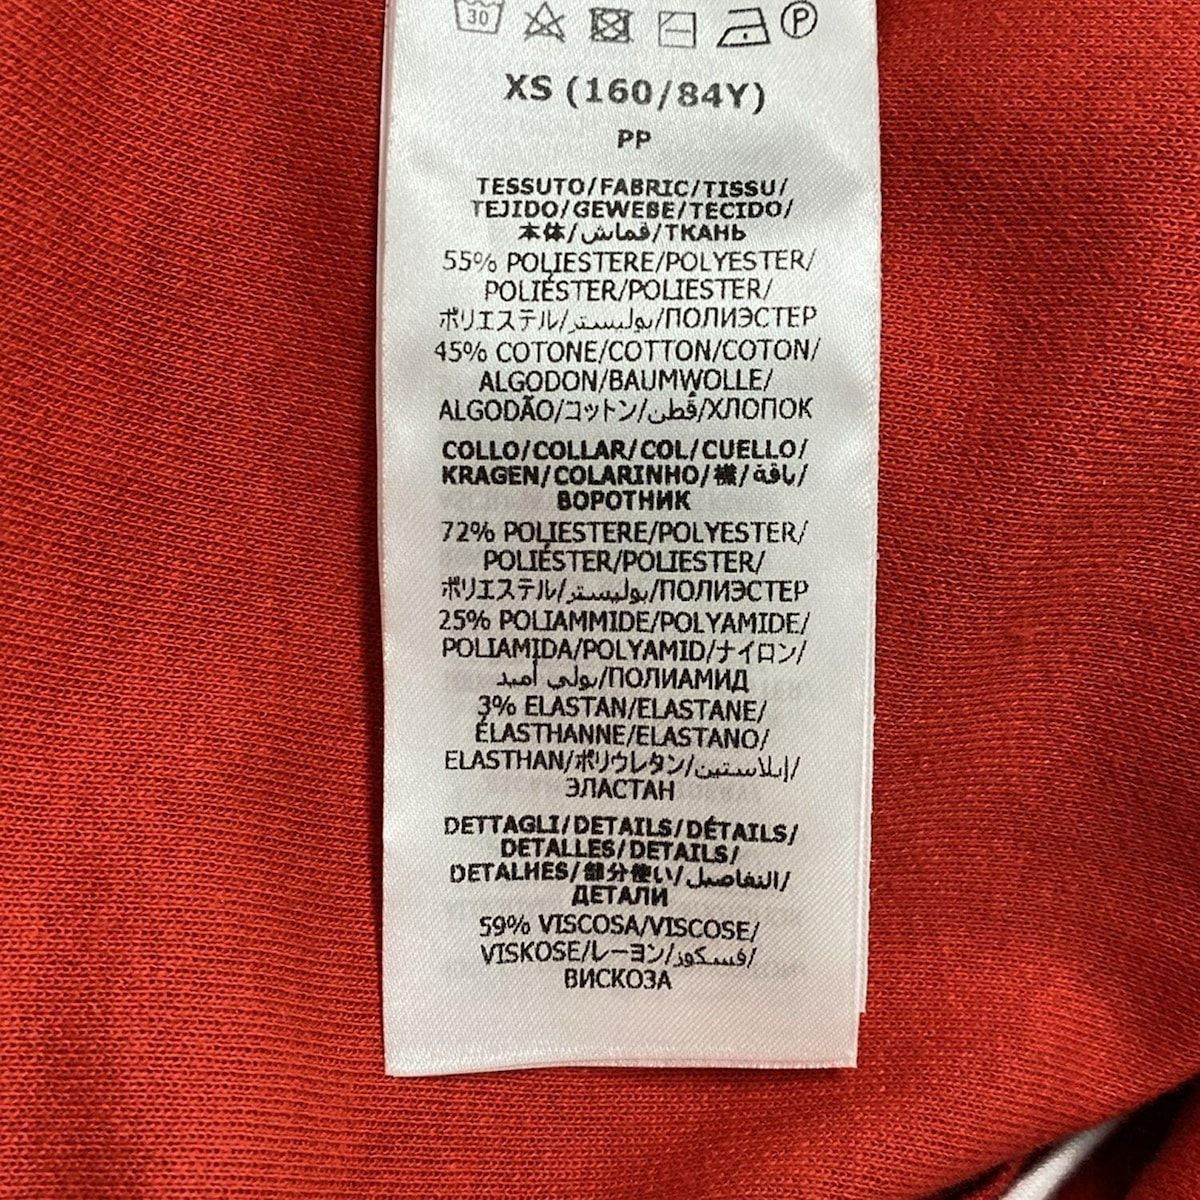 30
P
XS (160/84Y)
PP
TESSUTO/FABRIC/TISSU/
TEJIDO/GEWEBE/TECIDO/
本体/قماش/ТКАНЬ
55% POLIESTERE/POLYESTER/
POLIÉSTER/POLIESTER/
ポリエステル/بوليستر/ПОЛИЭСТЕР
45% COTONE/COTTON/COTON/
ALGODON/BAUMWOLLE/
ALGODÃO/コットン/قطن/ХЛОПОК
COLLO/COLLAR/COL/CUELLO/
KRAGEN/COLARINHO/襟/ياقة/
ВОРОТНИК
72% POLIESTERE/POLYESTER/
POLIÉSTER/POLIESTER/
ポリエステル/بوليستر/ПОЛИЭСТЕР
25% POLIAMMIDE/POLYAMIDE/
POLIAMIDA/POLYAMID/ナイロン/
بولي أميد/ПОЛИАМИД
3% ELASTAN/ELASTANE/
ÉLASTHANNE/ELASTANO/
ELASTHAN/ポリウレタン/إيلاستين/
ЭЛАСТАН
DETTAGLI/DETAILS/DÉTAILS/
DETALLES/DETAILS/
DETALHES/部分使い/التفاصيل/
ДЕТАЛИ
59% VISCOSA/VISCOSE/
VISKOSE/レーヨン/فسكوز/
ВИСКОЗА